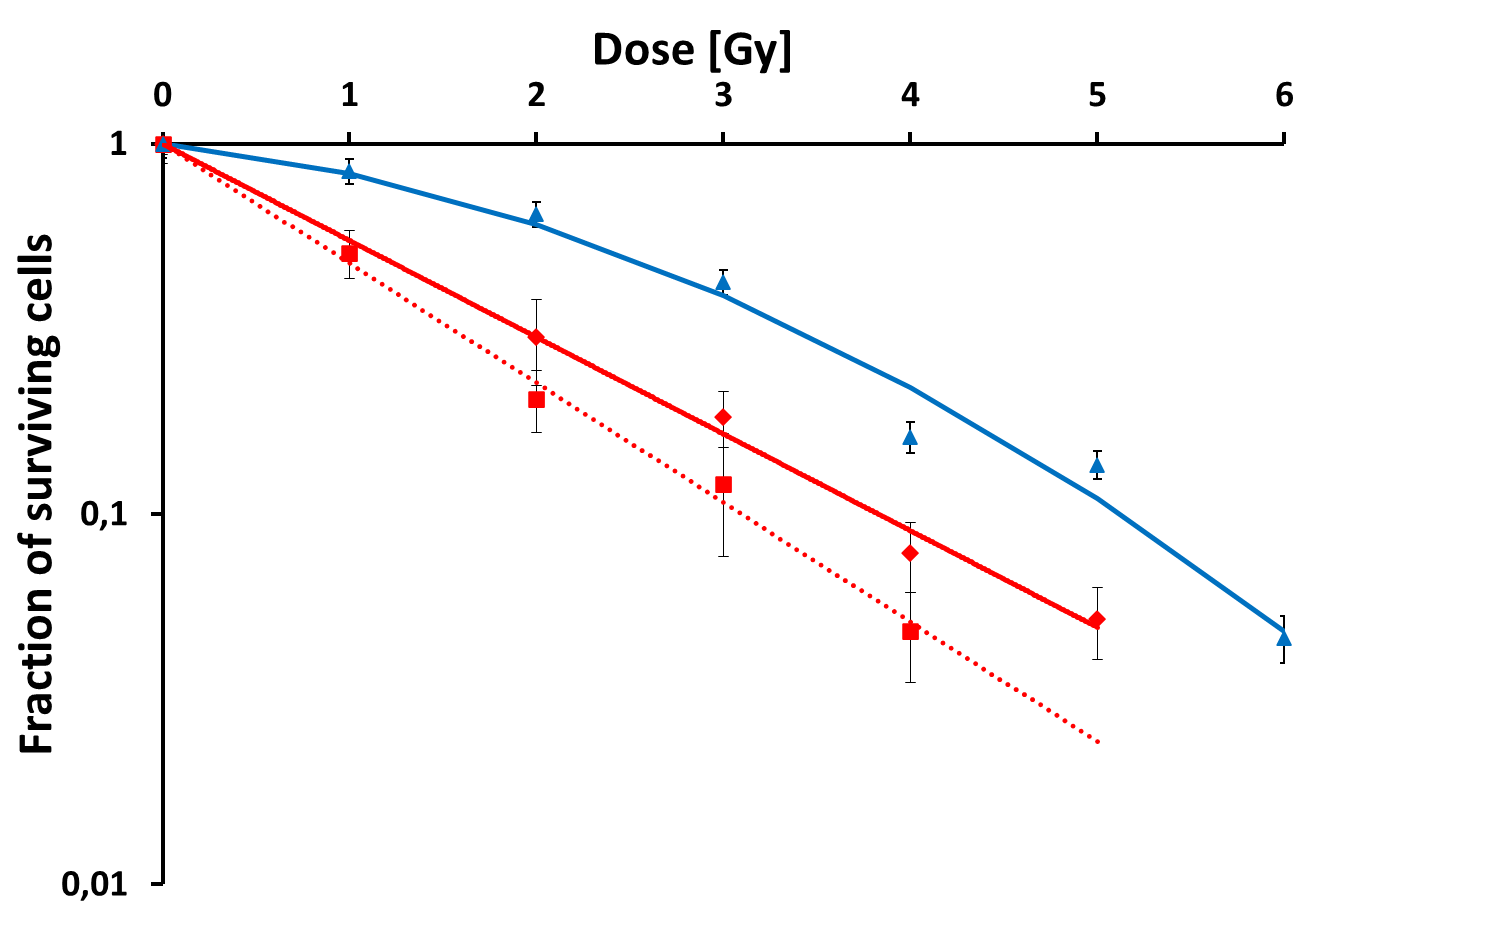 Dose [Gy]
0 1 2 3 4 5 6
1
0,1
0,01
Fraction of surviving cells